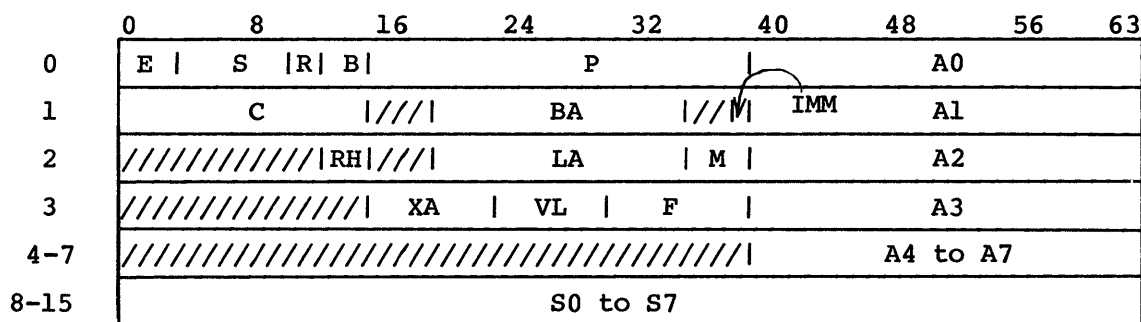 0 8 16 24 32 40 48 56 63
0 E | S |R| B| P | A0
1 C |///| BA |//| | IMM A1
2 ////////////|RH|///| LA | M | A2
3 ///////////////| XA | VL | F | A3
4-7 //////////////////////////////////////| A4 to A7
8-15 S0 to S7